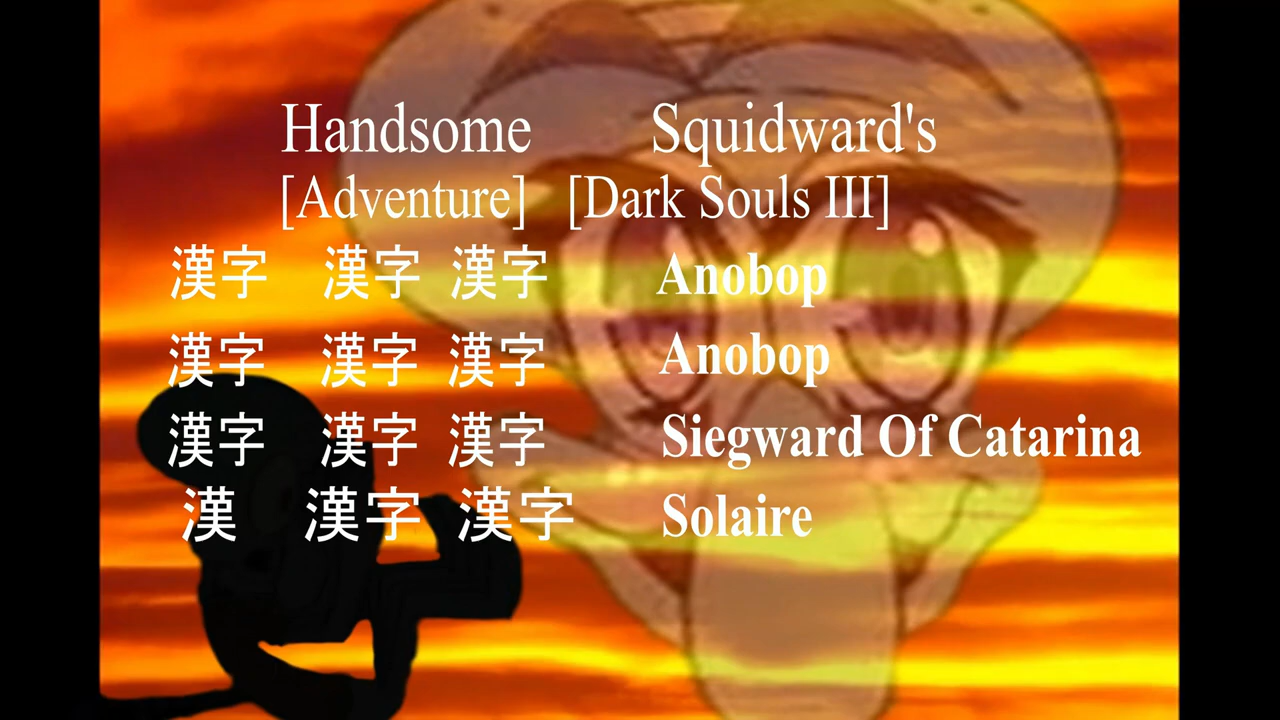 Handsome Squidward's
[Adventure] [Dark Souls III]
漢字 漢字 漢字 Anobop
漢字 漢字 漢字 Anobop
漢字 漢字 漢字 Siegward Of Catarina
漢 漢字 漢字 Solaire